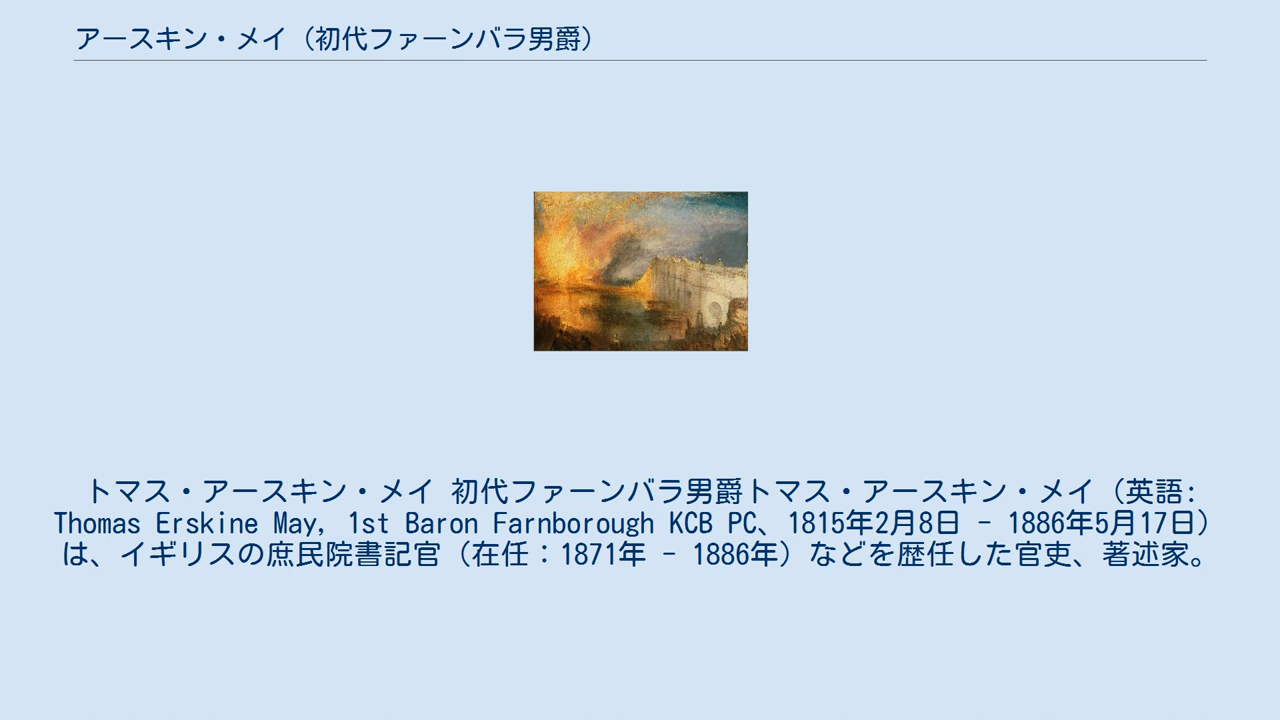 アースキン・メイ（初代ファーンバラ男爵）
トマス・アースキン・メイ 初代ファーンバラ男爵トマス・アースキン・メイ（英語:
Thomas Erskine May, 1st Baron Farnborough KCB PC、1815年2月8日 - 1886年5月17日）
は、イギリスの庶民院書記官（在任：1871年 - 1886年）などを歴任した官吏、著述家。